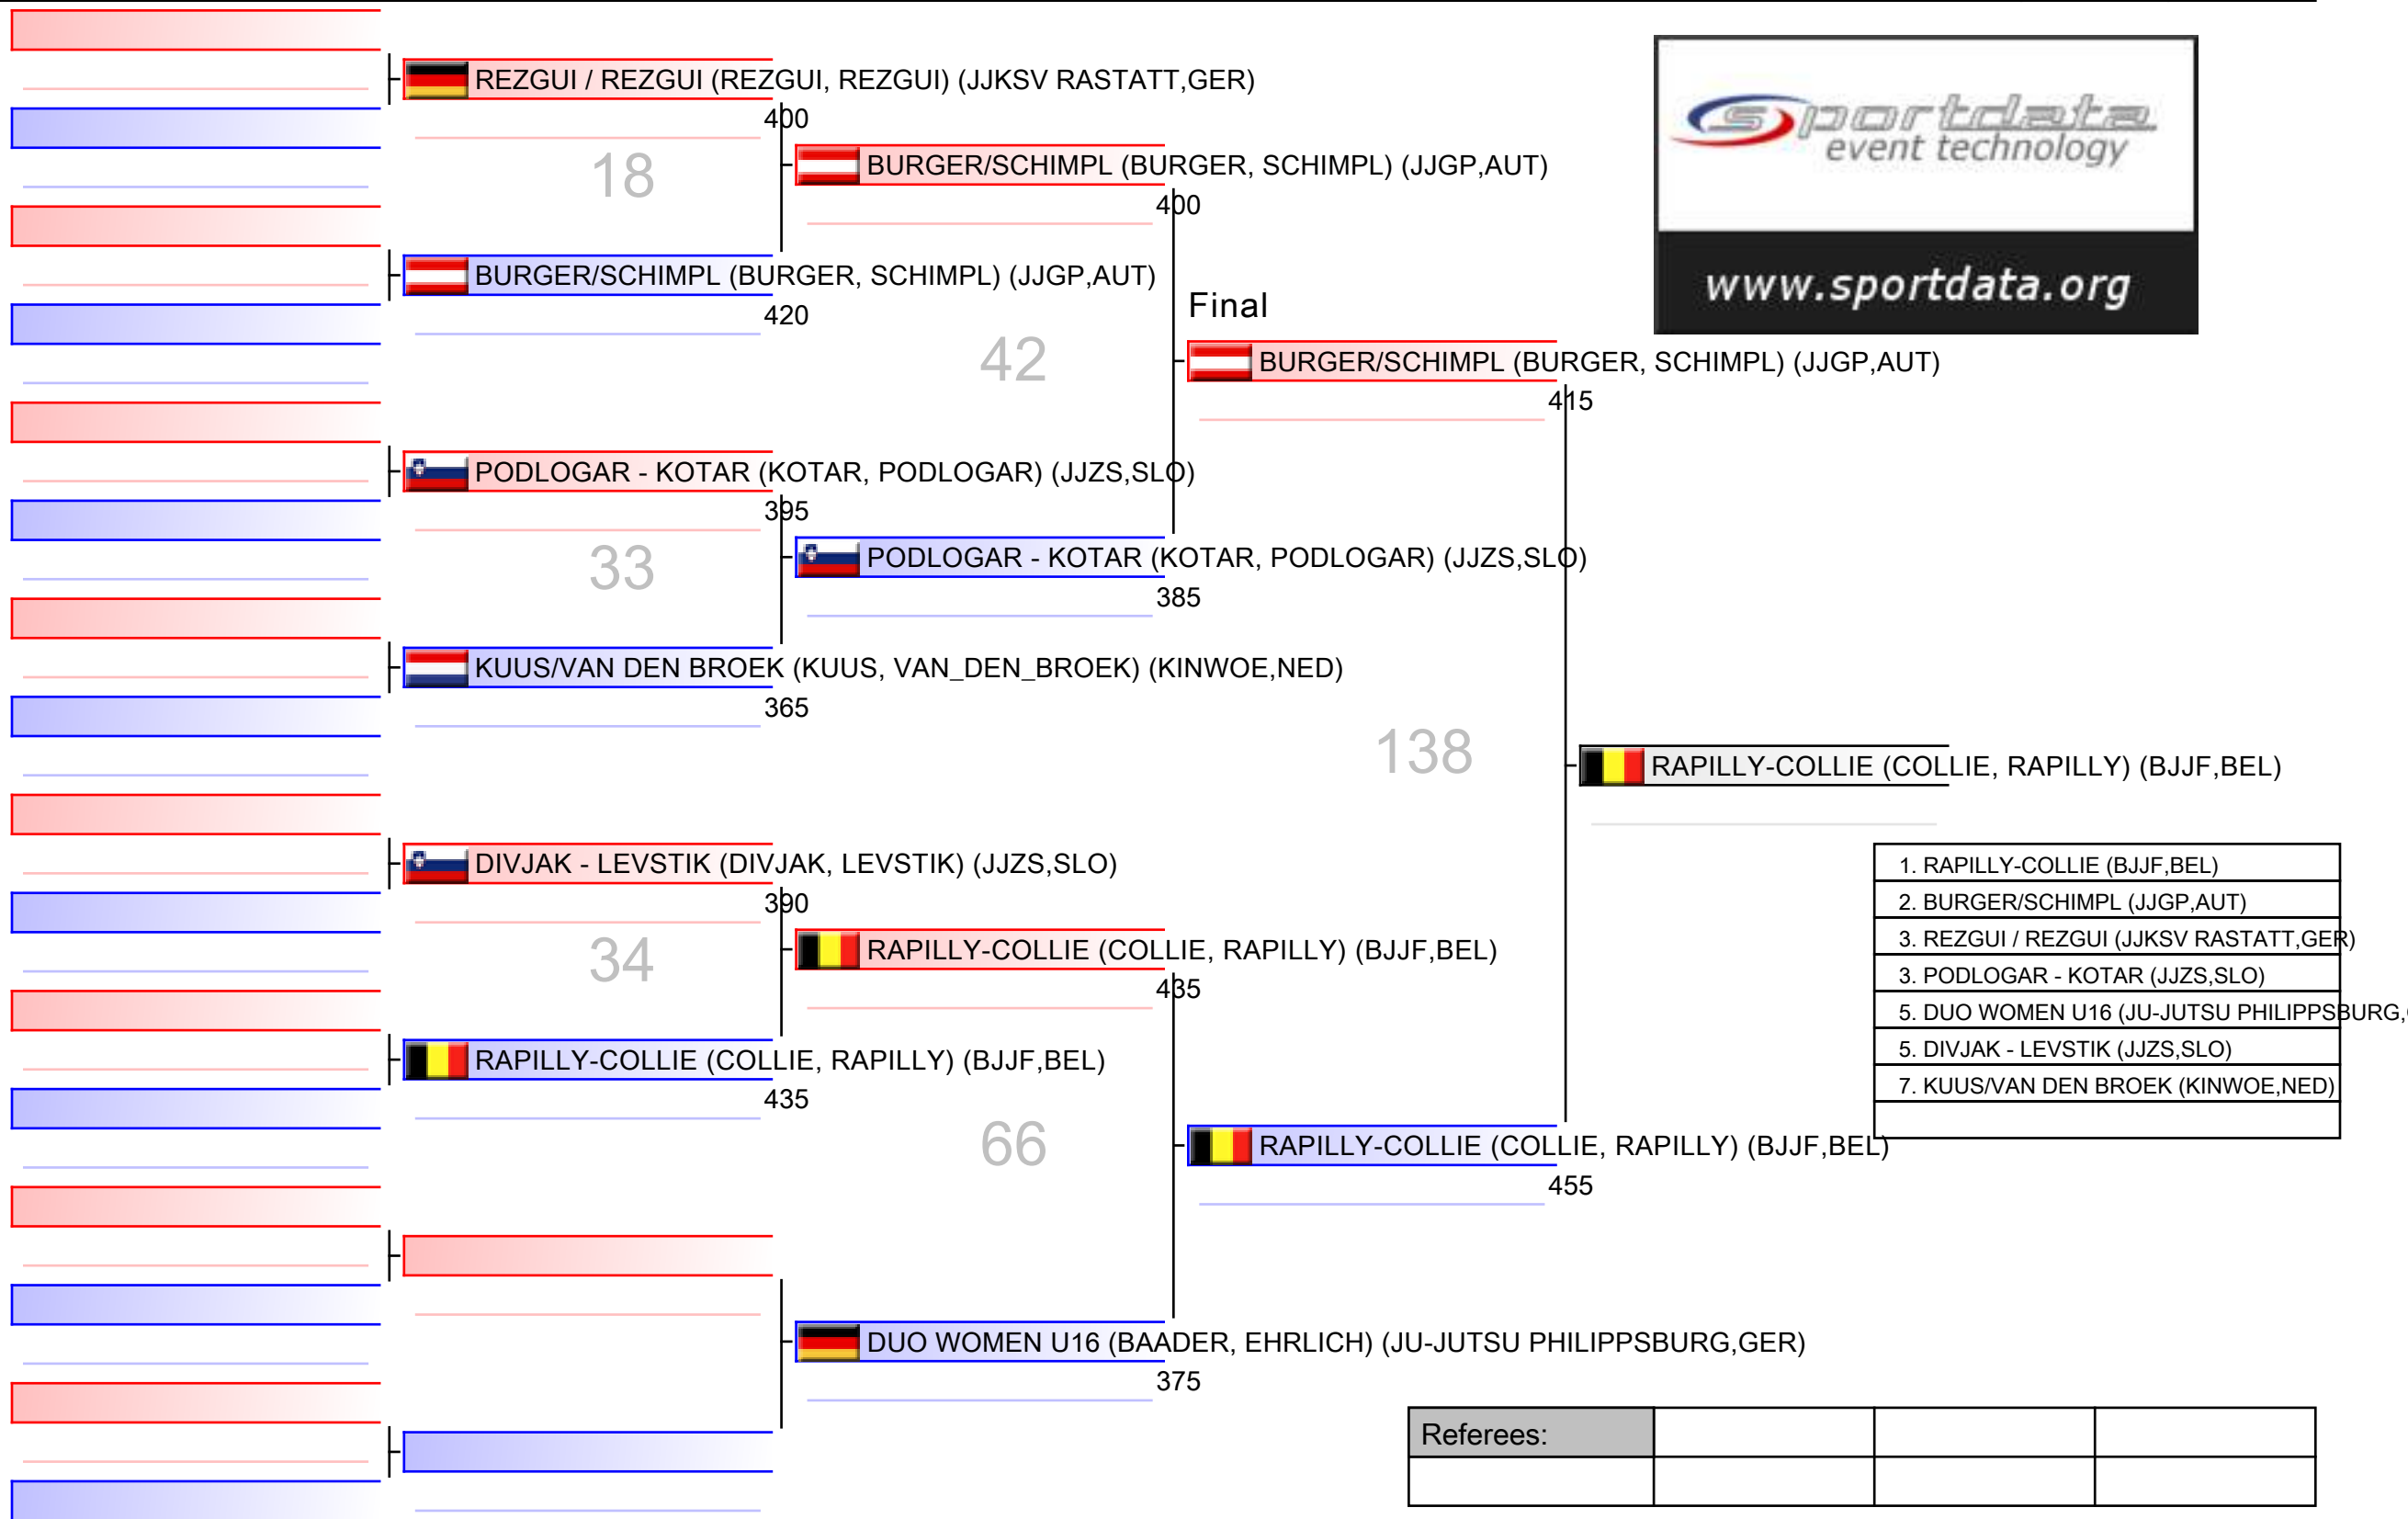 REZGUI / REZGUI (REZGUI, REZGUI) (JJKSV RASTATT,GER)
400
18
BURGER/SCHIMPL (BURGER, SCHIMPL) (JJGP,AUT)
400
BURGER/SCHIMPL (BURGER, SCHIMPL) (JJGP,AUT)
420
42
Final
BURGER/SCHIMPL (BURGER, SCHIMPL) (JJGP,AUT)
415
sportdata
event technology
www.sportdata.org
PODLOGAR - KOTAR (KOTAR, PODLOGAR) (JJZS,SLO)
395
33
PODLOGAR - KOTAR (KOTAR, PODLOGAR) (JJZS,SLO)
385
KUUS/VAN DEN BROEK (KUUS, VAN_DEN_BROEK) (KINWOE,NED)
365
138
RAPILLY-COLLIE (COLLIE, RAPILLY) (BJJF,BEL)
DIVJAK - LEVSTIK (DIVJAK, LEVSTIK) (JJZS,SLO)
390
34
RAPILLY-COLLIE (COLLIE, RAPILLY) (BJJF,BEL)
435
RAPILLY-COLLIE (COLLIE, RAPILLY) (BJJF,BEL)
435
66
RAPILLY-COLLIE (COLLIE, RAPILLY) (BJJF,BEL)
455
1. RAPILLY-COLLIE (BJJF,BEL)
2. BURGER/SCHIMPL (JJGP,AUT)
3. REZGUI / REZGUI (JJKSV RASTATT,GER)
3. PODLOGAR - KOTAR (JJZS,SLO)
5. DUO WOMEN U16 (JU-JUTSU PHILIPPSBURG,
5. DIVJAK - LEVSTIK (JJZS,SLO)
7. KUUS/VAN DEN BROEK (KINWOE,NED)
DUO WOMEN U16 (BAADER, EHRLICH) (JU-JUTSU PHILIPPSBURG,GER)
375
Referees: